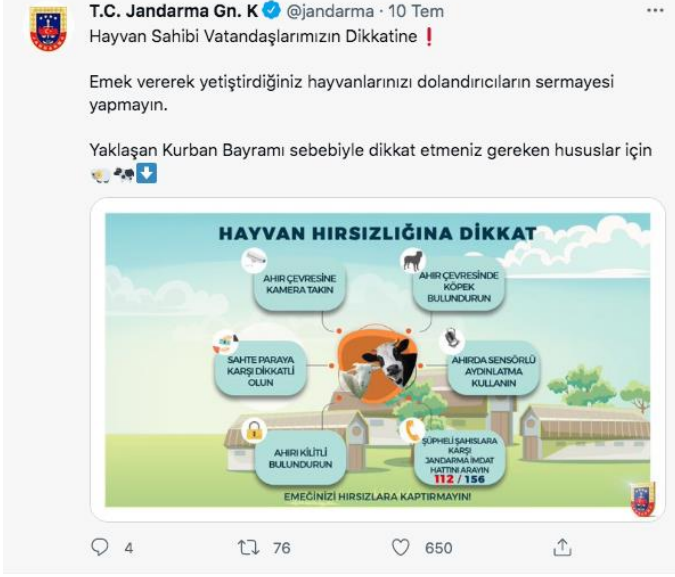 T.C. Jandarma Gn. K @jandarma · 10 Tem
Hayvan Sahibi Vatandaşlarımızın Dikkatine ❗
Emek vererek yetiştirdiğiniz hayvanlarınızı dolandırıcıların sermayesi
yapmayın.
Yaklaşan Kurban Bayramı sebebiyle dikkat etmeniz gereken hususlar için
🐑 🐄 ⬇️
HAYVAN HIRSIZLIĞINA DİKKAT
AHIR ÇEVRESİNE
KAMERA TAKIN
AHIR ÇEVRESİNDE
KÖPEK
BULUNDURUN
SAHTE PARAYA
KARŞI DİKKATLİ
OLUN
AHIRDA SENSÖRLÜ
AYDINLATMA
KULLANIN
AHIRI KİLİTLİ
BULUNDURUN
ŞÜPHELİ ŞAHISLARA
KARŞI
JANDARMA İMDAT
HATTINI ARAYIN
112 / 156
EMEĞİNİZİ HIRSIZLARA KAPTIRMAYIN!
4 76 650